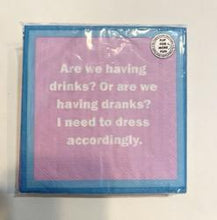 Are we having
drinks? Or are we
having dranks?
I need to dress
accordingly.